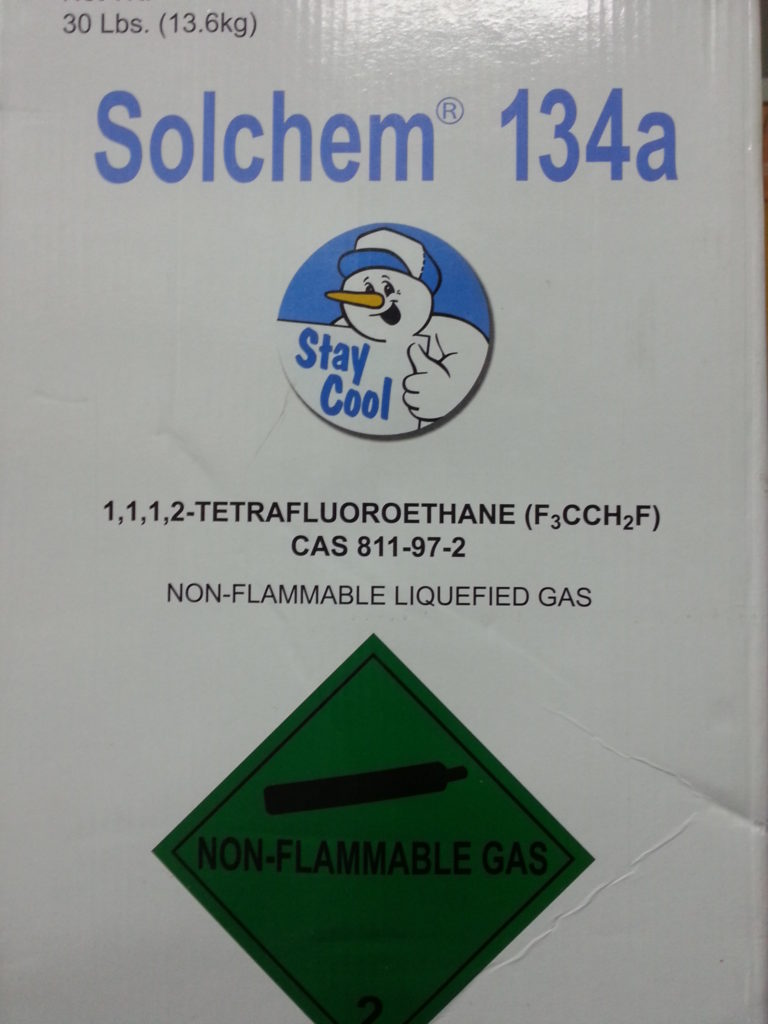 30 Lbs. (13.6kg)
Solchem® 134a
Stay
Cool
1,1,1,2-TETRAFLUOROETHANE (F₃CCH₂F)
CAS 811-97-2
NON-FLAMMABLE LIQUEFIED GAS
NON-FLAMMABLE GAS
2